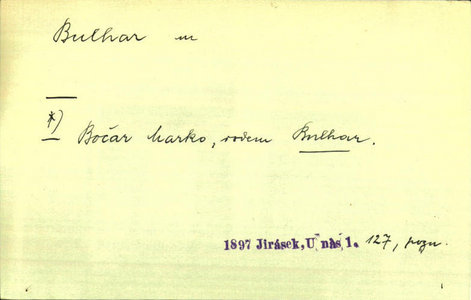 Bulhar m
*)
Bočar Marko, rodem Bulhar.
1897 Jirásek, U nás 1. 127, pozn.